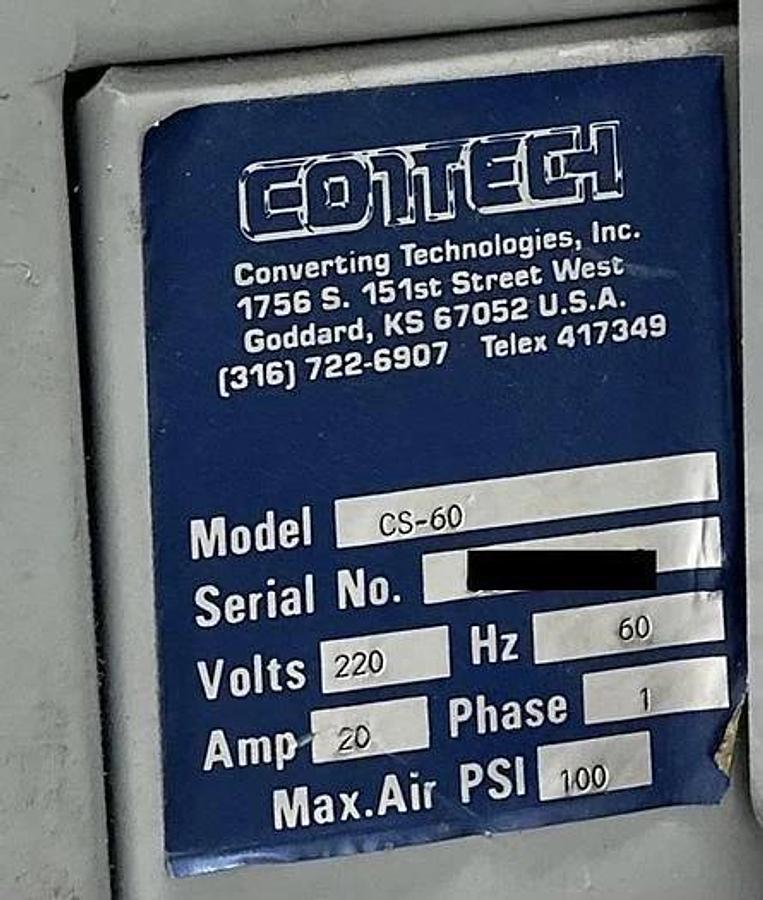 CONTECH
Converting Technologies, Inc.
1756 S. 151st Street West
Goddard, KS 67052 U.S.A.
(316) 722-6907 Telex 417349
Model CS-60
Serial No.
Volts 220 Hz 60
Amp 20 Phase 1
Max.Air PSI 100